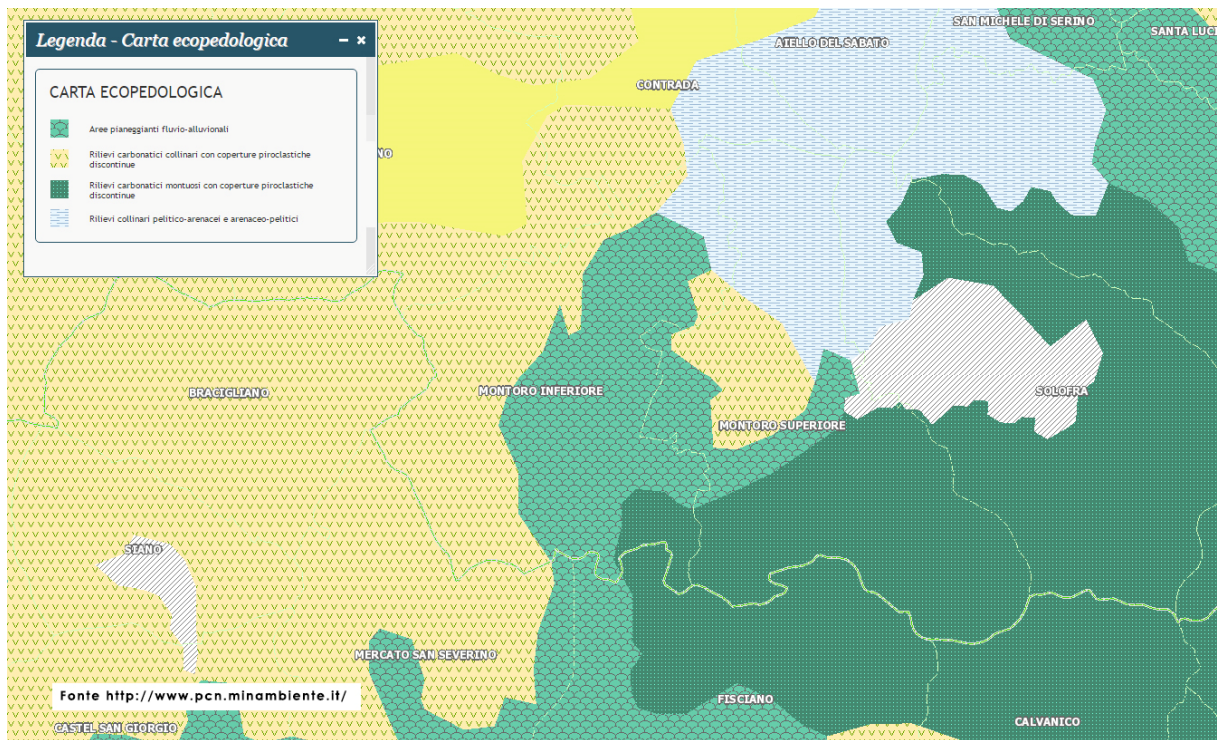 Legenda - Carta ecopedologica
CARTA ECOPEDOLOGICA
Aree pianeggianti fluvio-alluvionali
Rilievi carbonatici collinari con coperture piroclastiche
discontinue
Rilievi carbonatici montuosi con coperture piroclastiche
discontinue
Rilievi collinari pelitico-arenacei e arenaceo-pelitici
SAN MICHELE DI SERINO
SANTA LUCI
AIELLO DEL SABATO
CONTRADA
NO
BRACIGLIANO
MONTORO INFERIORE
SOLOFRA
MONTORO SUPERIORE
SIANO
MERCATO SAN SEVERINO
Fonte http://www.pcn.minambiente.it/
FISCIANO
CALVANICO
CASTEL SAN GIORGIO